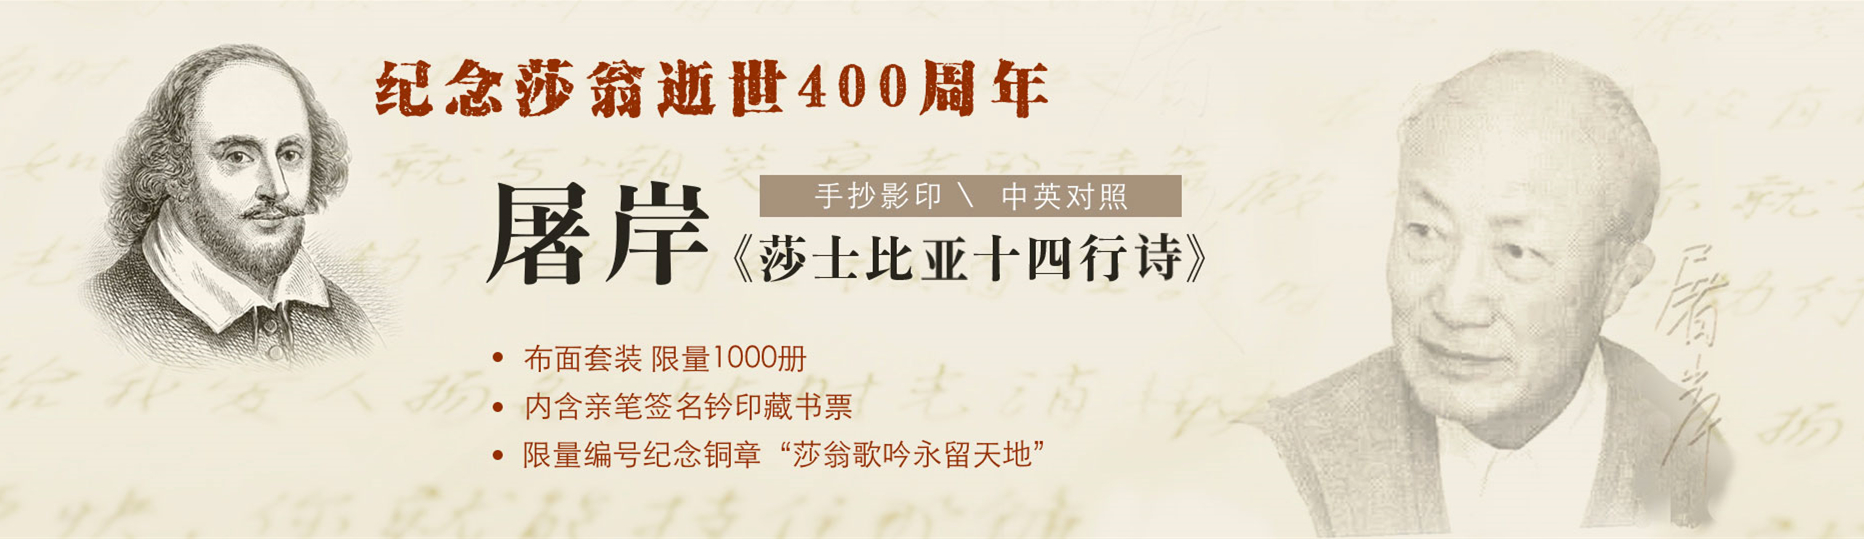 纪念莎翁逝世400周年
手抄影印 \ 中英对照
屠岸
《莎士比亚十四行诗》
• 布面套装 限量1000册
• 内含亲笔签名钤印藏书票
• 限量编号纪念铜章 “莎翁歌吟永留天地”
屠岸